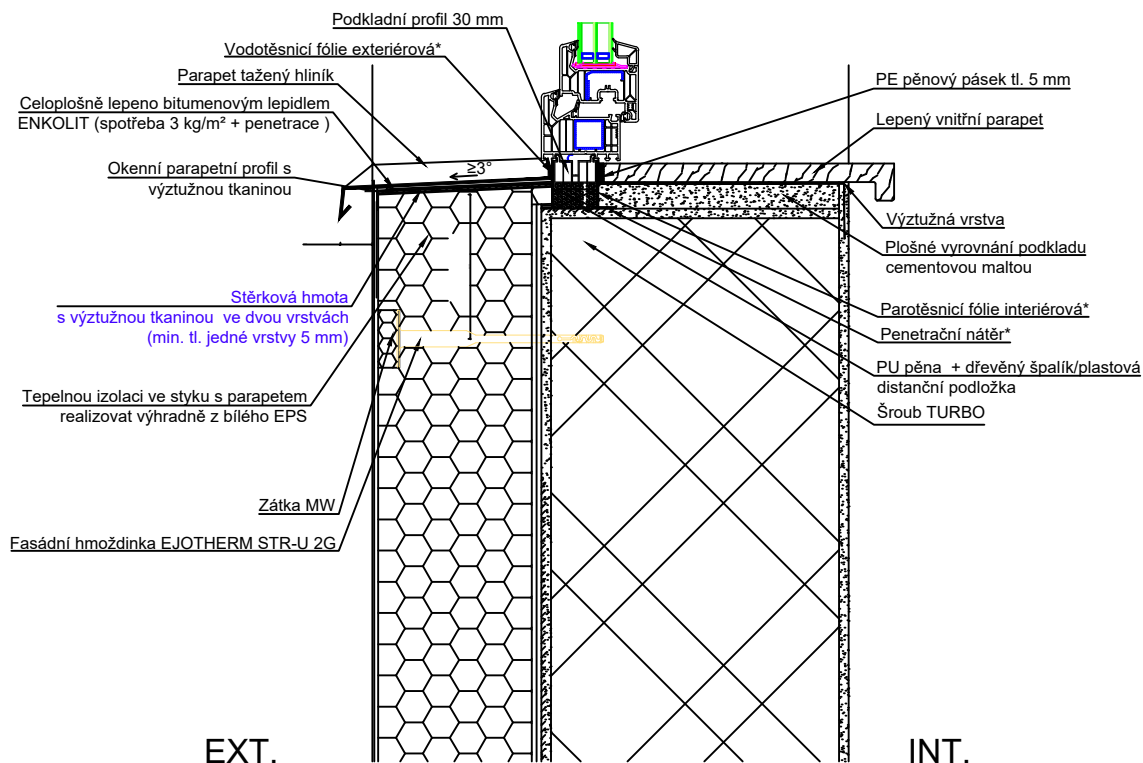 Podkladní profil 30 mm
Vodotěsnicí fólie exteriérová*
Parapet tažený hliník
Celoplošně lepeno bitumenovým lepidlem
ENKOLIT (spotřeba 3 kg/m² + penetrace )
Okenní parapetní profil s
výztužnou tkaninou
≥3°
Stěrková hmota
s výztužnou tkaninou ve dvou vrstvách
(min. tl. jedné vrstvy 5 mm)
Tepelnou izolaci ve styku s parapetem
realizovat výhradně z bílého EPS
Zátka MW
Fasádní hmoždinka EJOTHERM STR-U 2G
PE pěnový pásek tl. 5 mm
Lepený vnitřní parapet
Výztužná vrstva
Plošné vyrovnání podkladu
cementovou maltou
Parotěsnicí fólie interiérová*
Penetrační nátěr*
PU pěna + dřevěný špalík/plastová
distanční podložka
Šroub TURBO
EXT.
INT.